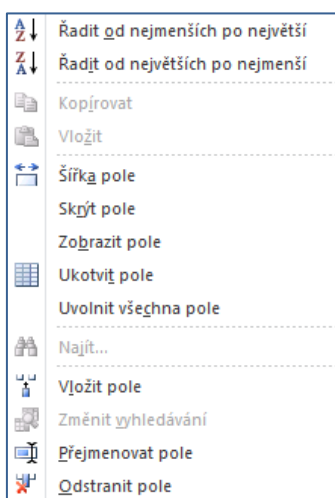 Řadit od nejmenších po největší
Řadit od největších po nejmenší
Kopírovat
Vložit
Šířka pole
Skrýt pole
Zobrazit pole
Ukotvit pole
Uvolnit všechna pole
Najít...
Vložit pole
Změnit vyhledávání
Přejmenovat pole
Odstranit pole